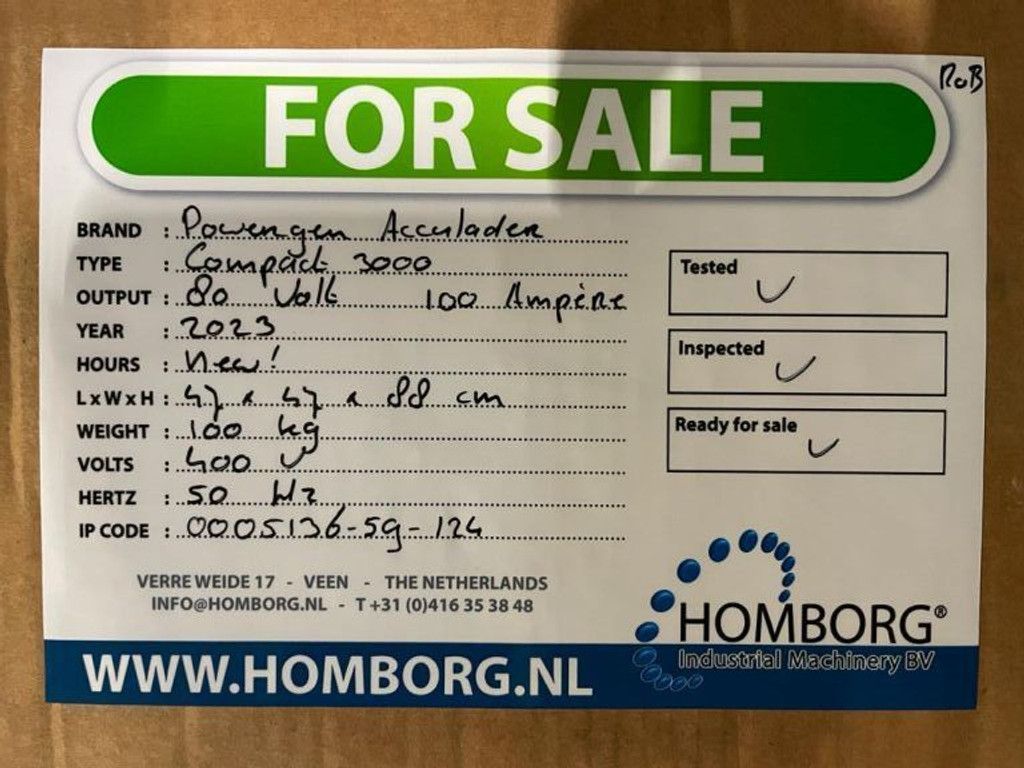 RoB
FOR SALE
BRAND : Powergen Acculader
TYPE : Compact 3000
OUTPUT : 80 Volt 100 Ampère
YEAR : 2023
HOURS : New!
L x W x H : 47 x 47 x 88 cm
WEIGHT : 100 kg
VOLTS : 400 V
HERTZ : 50 Hz
IP CODE : 0005136-59-124
Tested ✓
Inspected ✓
Ready for sale ✓
VERRE WEIDE 17 - VEEN - THE NETHERLANDS
INFO@HOMBORG.NL - T +31 (0)416 35 38 48
HOMBORG®
Industrial Machinery BV
WWW.HOMBORG.NL